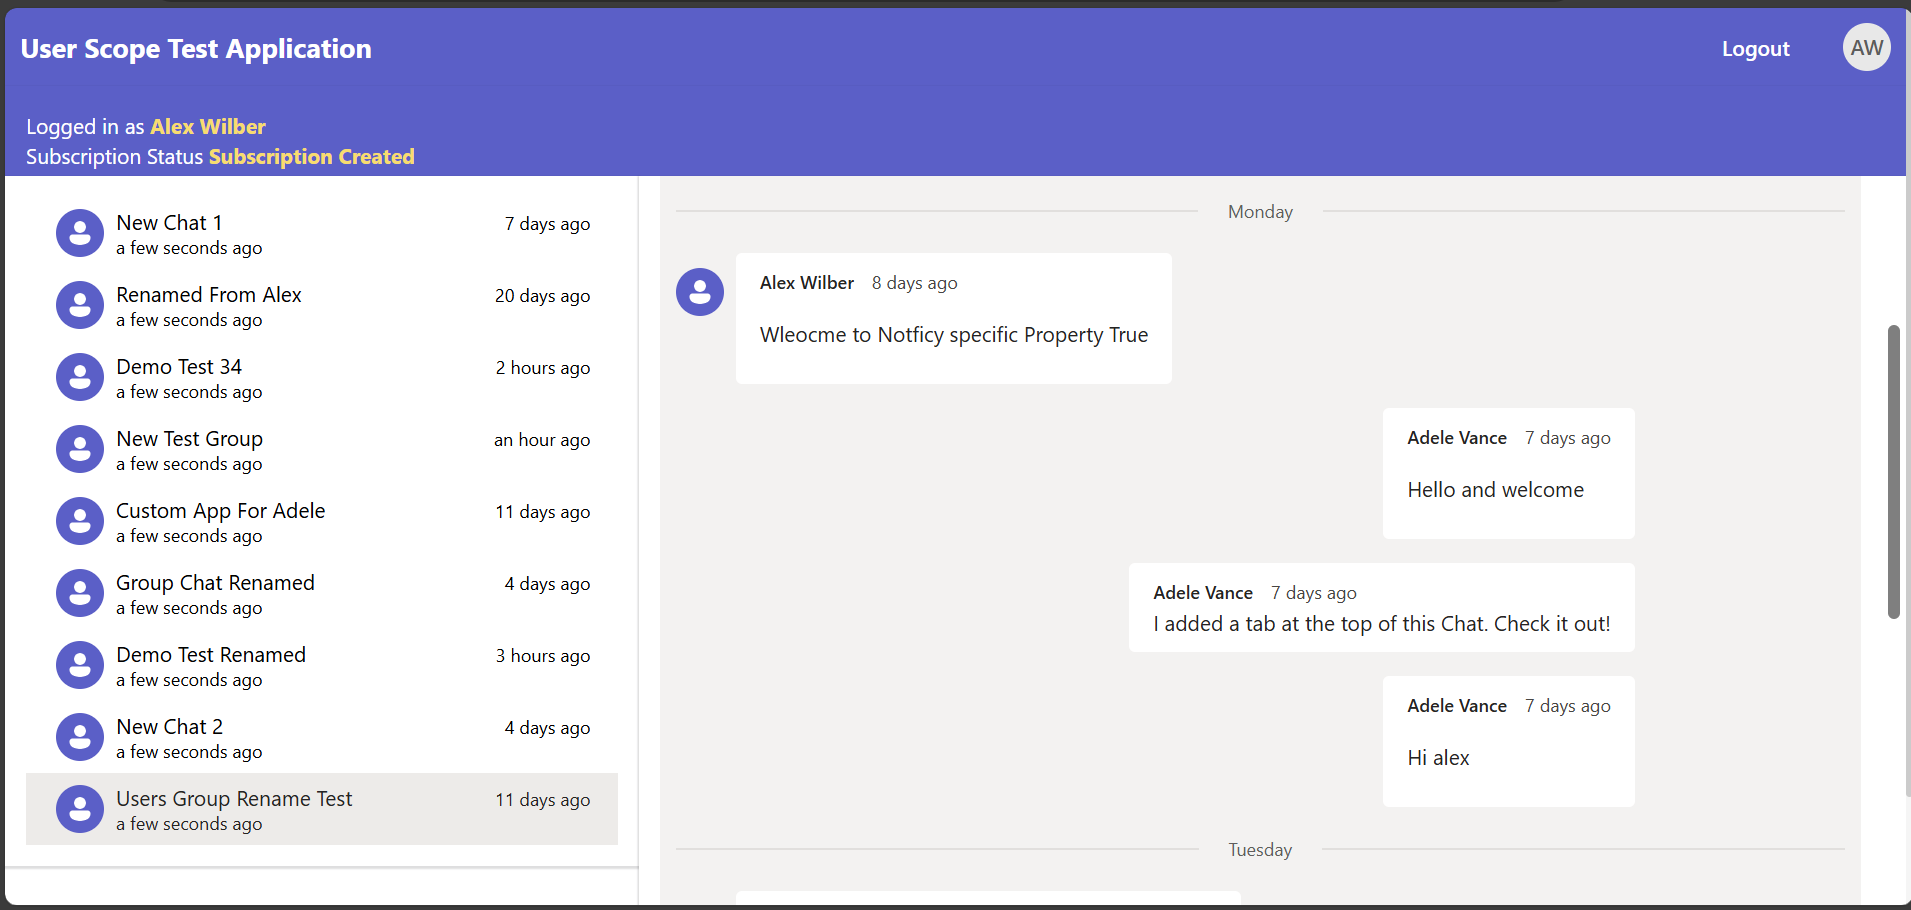 User Scope Test Application
Logout
AW
Logged in as Alex Wilber
Subscription Status Subscription Created
New Chat 1 7 days ago
a few seconds ago
Renamed From Alex 20 days ago
a few seconds ago
Demo Test 34 2 hours ago
a few seconds ago
New Test Group an hour ago
a few seconds ago
Custom App For Adele 11 days ago
a few seconds ago
Group Chat Renamed 4 days ago
a few seconds ago
Demo Test Renamed 3 hours ago
a few seconds ago
New Chat 2 4 days ago
a few seconds ago
Users Group Rename Test 11 days ago
a few seconds ago
Monday
Alex Wilber 8 days ago
Wleocme to Notficy specific Property True
Adele Vance 7 days ago
Hello and welcome
Adele Vance 7 days ago
I added a tab at the top of this Chat. Check it out!
Adele Vance 7 days ago
Hi alex
Tuesday